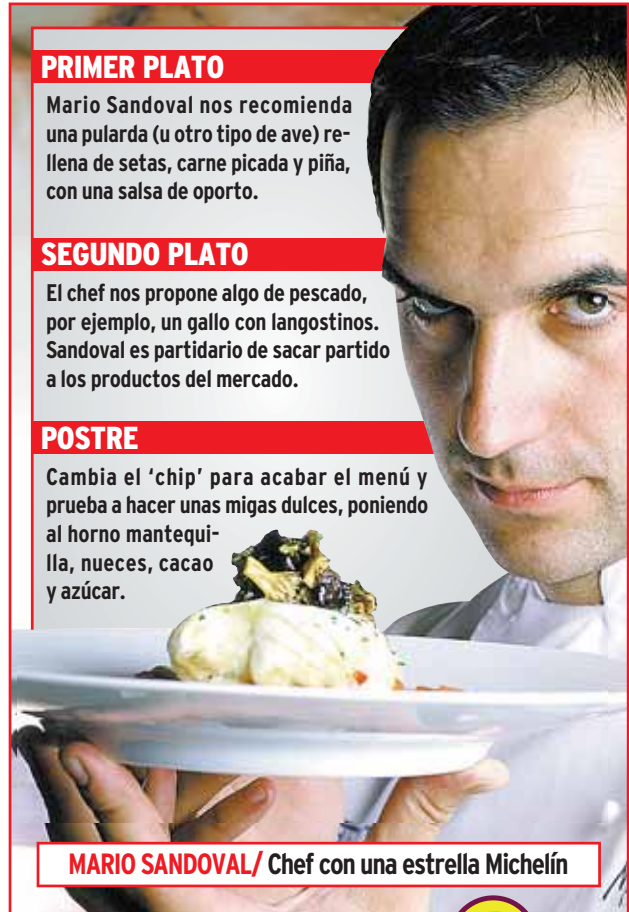 PRIMER PLATO
Mario Sandoval nos recomienda
una pularda (u otro tipo de ave) re-
llena de setas, carne picada y piña,
con una salsa de oporto.
SEGUNDO PLATO
El chef nos propone algo de pescado,
por ejemplo, un gallo con langostinos.
Sandoval es partidario de sacar partido
a los productos del mercado.
POSTRE
Cambia el ‘chip’ para acabar el menú y
prueba a hacer unas migas dulces, poniendo
al horno mantequi-
lla, nueces, cacao
y azúcar.
MARIO SANDOVAL/ Chef con una estrella Michelín